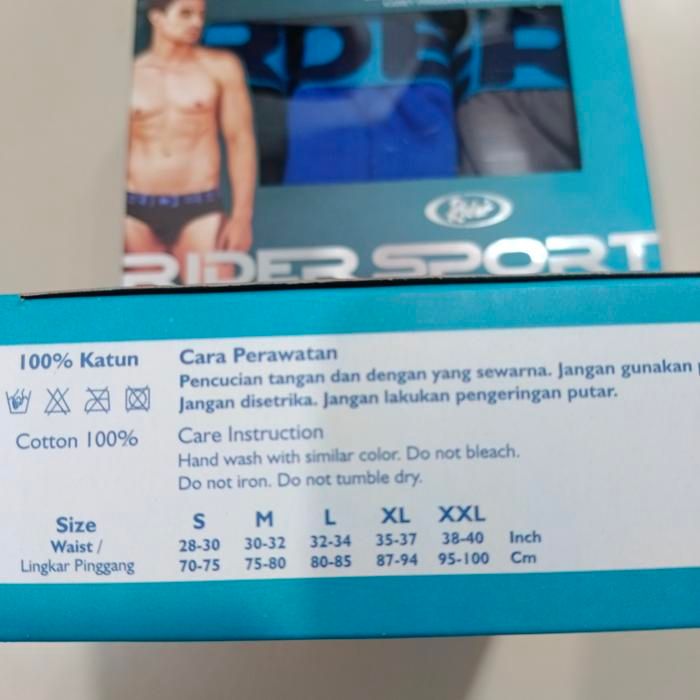 RIDER
Rider
RIDER SPORT
100% Katun
Cara Perawatan
Pencucian tangan dan dengan yang sewarna. Jangan gunakan
Jangan disetrika. Jangan lakukan pengeringan putar.
Cotton 100%
Care Instruction
Hand wash with similar color. Do not bleach.
Do not iron. Do not tumble dry.
Size S M L XL XXL
Waist / 28-30 30-32 32-34 35-37 38-40 Inch
Lingkar Pinggang 70-75 75-80 80-85 87-94 95-100 Cm